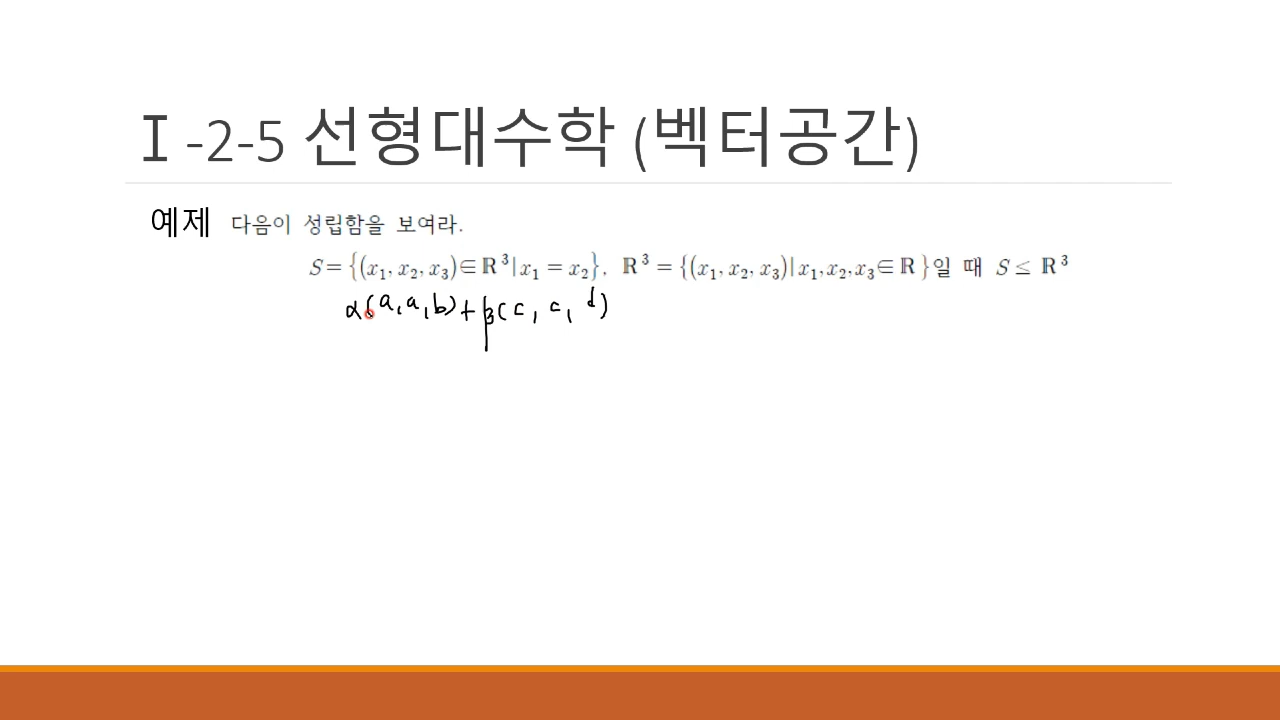 Ⅰ-2-5 선형대수학 (벡터공간)
예제 다음이 성립함을 보여라.
S = {(x₁, x₂, x₃)∈ℝ³|x₁ = x₂}. ℝ³ = {(x₁, x₂, x₃)|x₁,x₂,x₃∈ℝ}일 때 S ≤ ℝ³
α(a, a, b) + β(c, c, d)